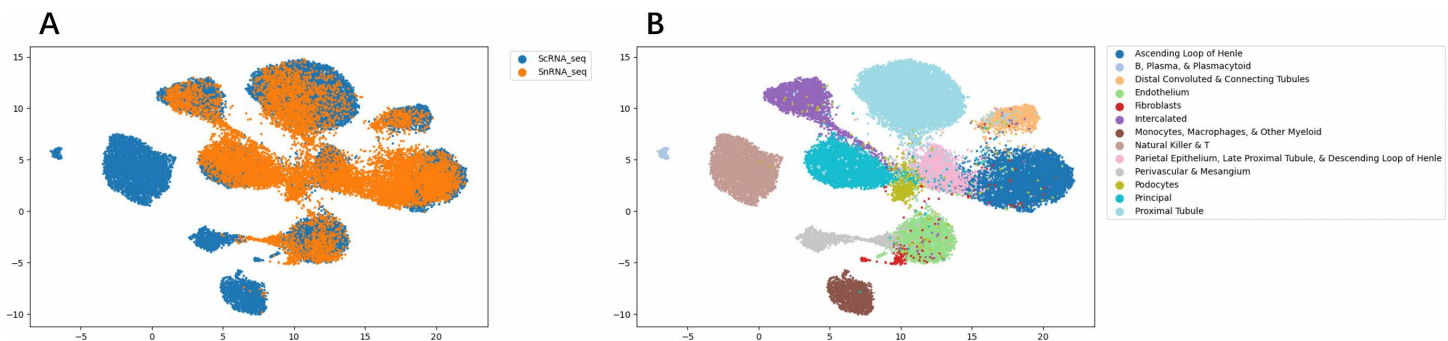 A
B
15
10
5
0
−5
−10
−5
0
5
10
15
20
ScRNA_seq
SnRNA_seq
15
10
5
0
−5
−10
−5
0
5
10
15
20
Ascending Loop of Henle
B, Plasma, & Plasmacytoid
Distal Convoluted & Connecting Tubules
Endothelium
Fibroblasts
Intercalated
Monocytes, Macrophages, & Other Myeloid
Natural Killer & T
Parietal Epithelium, Late Proximal Tubule, & Descending Loop of Henle
Perivascular & Mesangium
Podocytes
Principal
Proximal Tubule